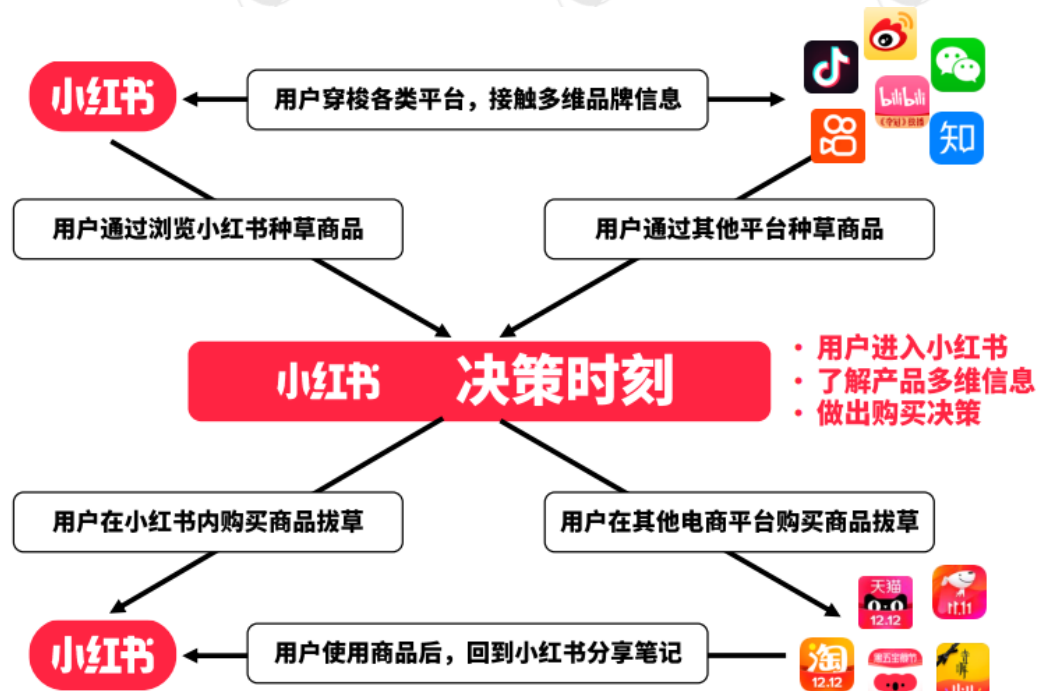 小红书
用户穿梭各类平台，接触多维品牌信息
bilibili
知
用户通过浏览小红书种草商品
用户通过其他平台种草商品
小红书 决策时刻
• 用户进入小红书
• 了解产品多维信息
• 做出购买决策
用户在小红书内购买商品拔草
用户在其他电商平台购买商品拔草
天猫
12.12
11.11
小红书
用户使用商品后，回到小红书分享笔记
淘
12.12